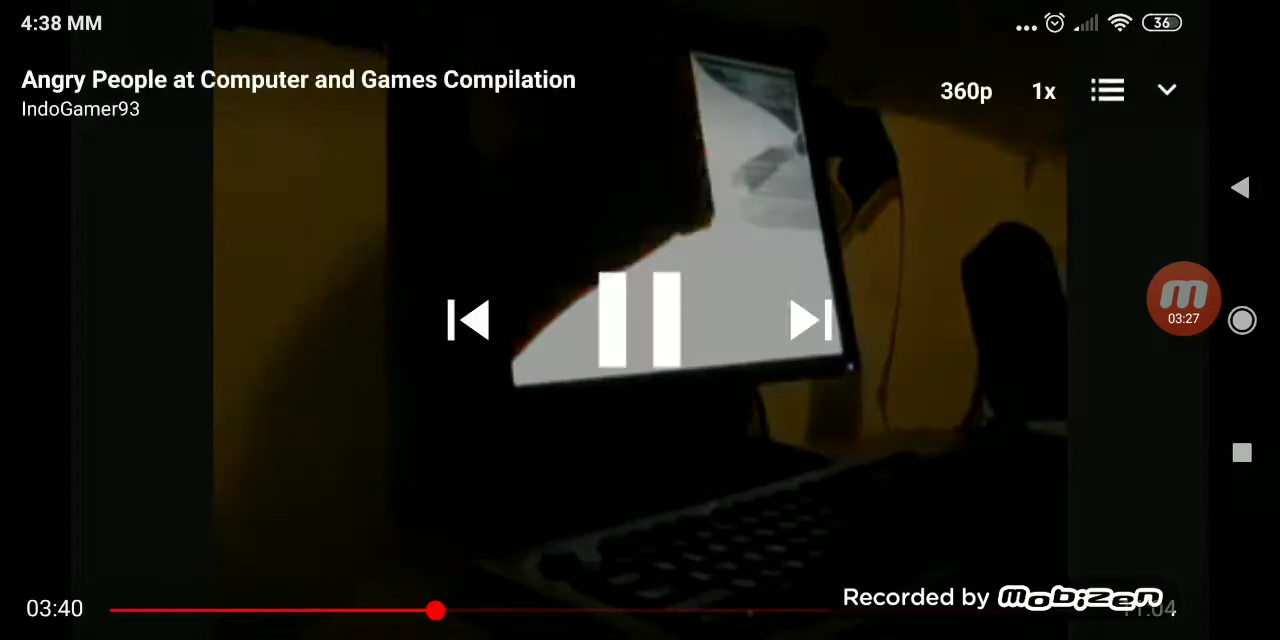 4:38 MM
36
Angry People at Computer and Games Compilation
IndoGamer93
360p 1x
03:27
03:40
Recorded by mobizen